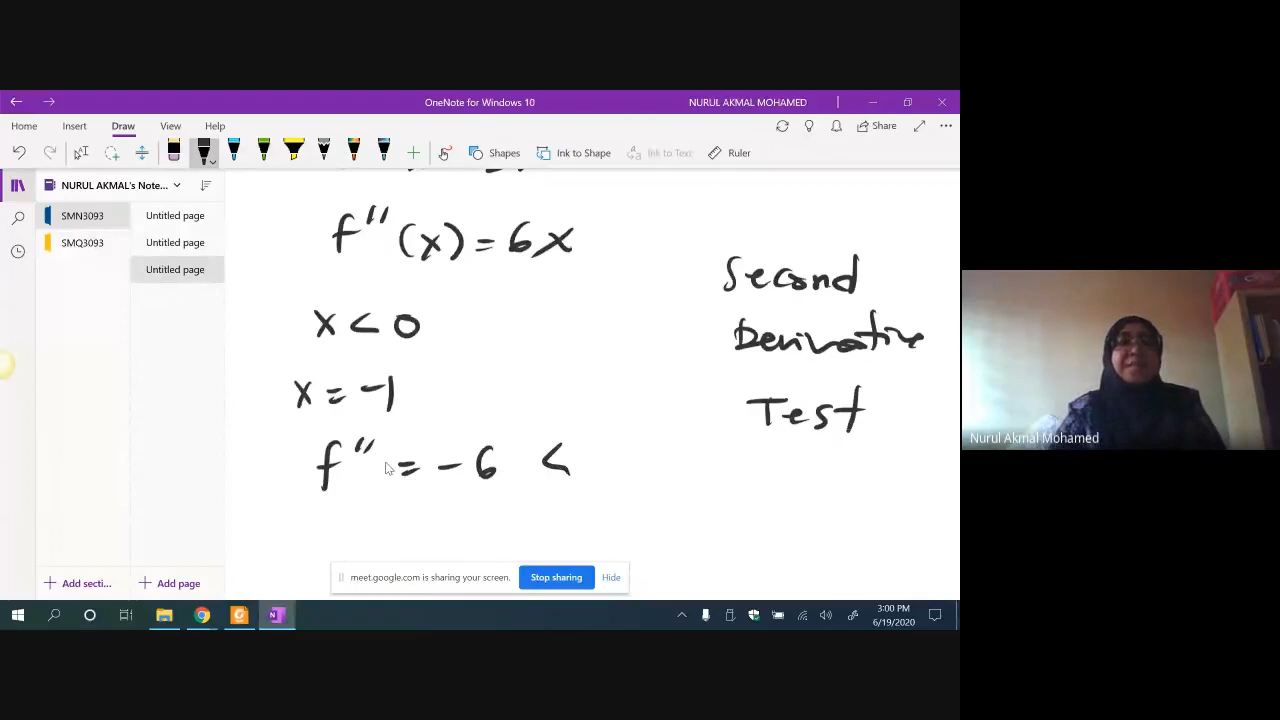 OneNote for Windows 10
NURUL AKMAL MOHAMED
Home Insert Draw View Help
Share
Shapes
Ink to Shape
Ink to Text
Ruler
NURUL AKMAL's Note...
SMN3093
SMQ3093
Untitled page
Untitled page
Untitled page
f''(x) = 6x
x < 0
x = -1
f'' = - 6 <
Second
Derivative
Test
Nurul Akmal Mohamed
meet.google.com is sharing your screen. Stop sharing Hide
+ Add secti...
+ Add page
3:00 PM
6/19/2020